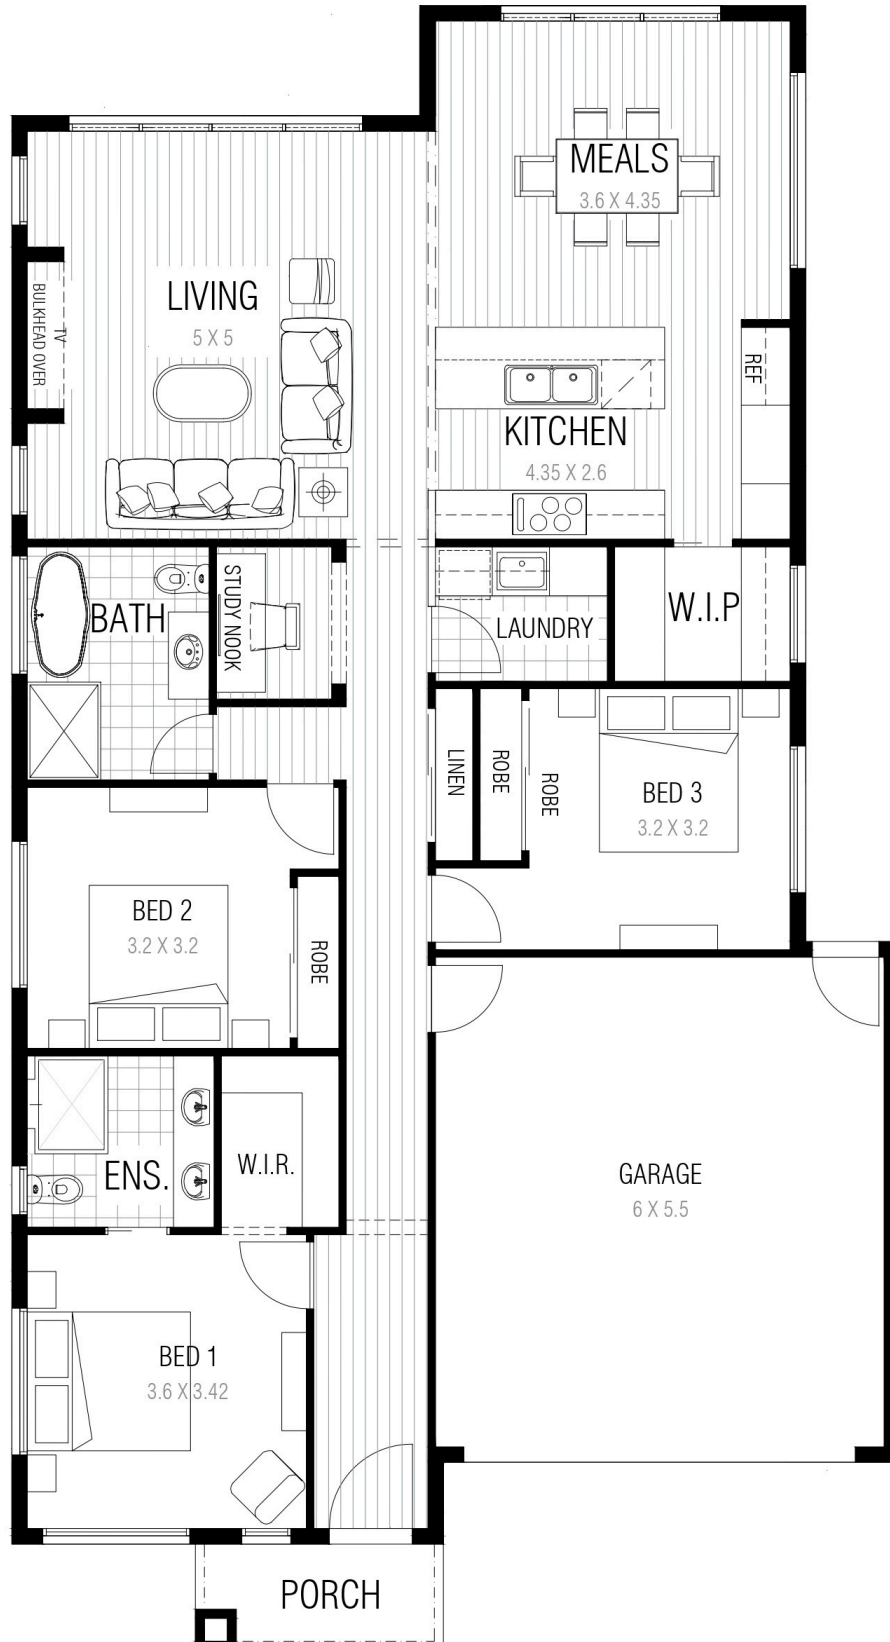 MEALS
3.6 X 4.35
LIVING
5 X 5
TV
BULKHEAD OVER
REF
KITCHEN
4.35 X 2.6
BATH
STUDY NOOK
LAUNDRY
W.I.P
LINEN
ROBE
ROBE
BED 3
3.2 X 3.2
BED 2
3.2 X 3.2
ROBE
ENS.
W.I.R.
GARAGE
6 X 5.5
BED 1
3.6 X 3.42
PORCH